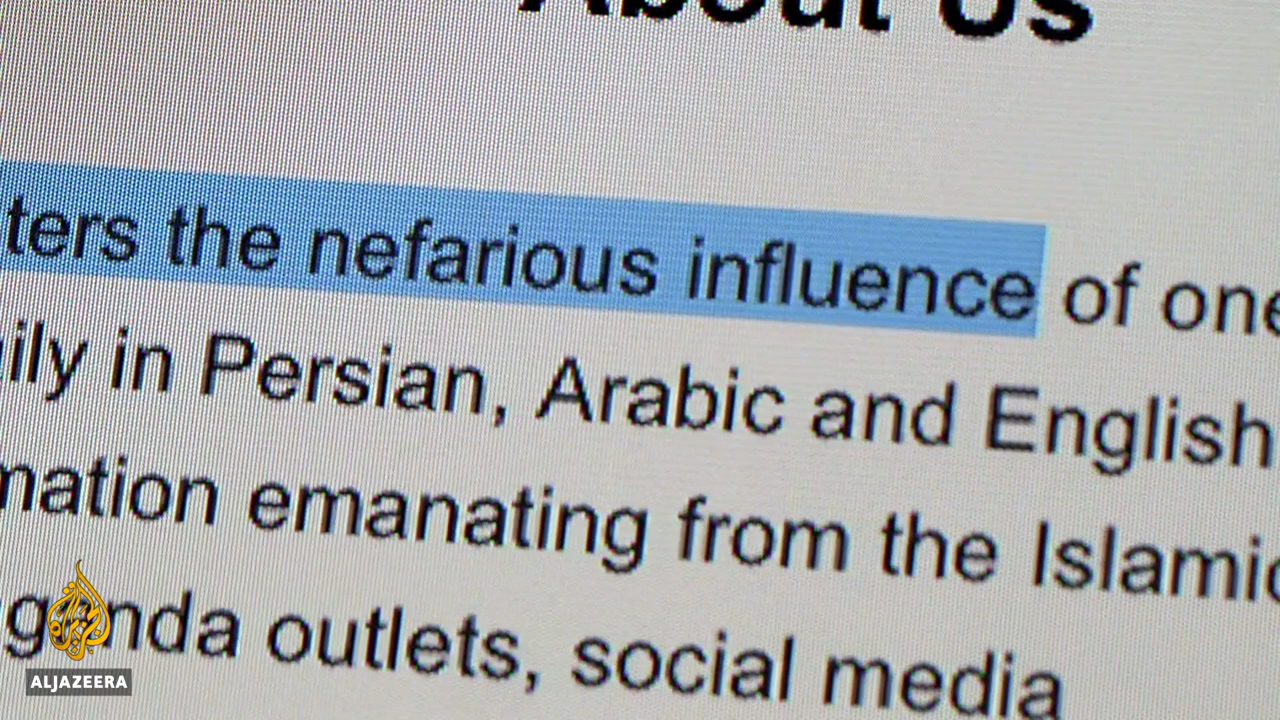 About Us
ters the nefarious influence of one
ily in Persian, Arabic and English
mation emanating from the Islamic
ganda outlets, social media
ALJAZEERA